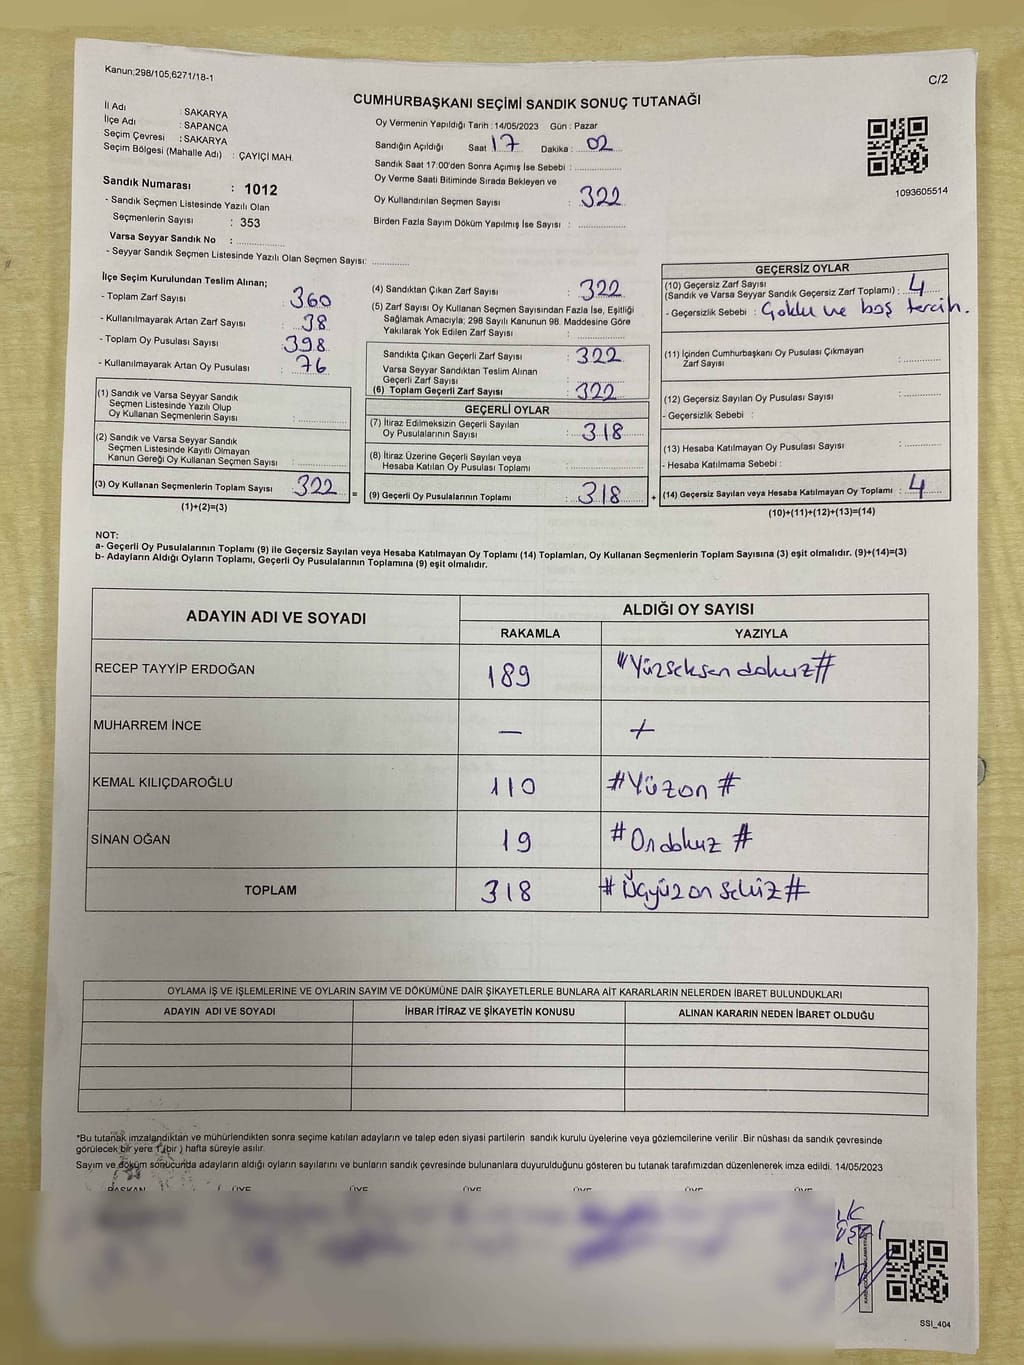 Kanun;298/105,6271/18-1
C/2
CUMHURBAŞKANI SEÇİMİ SANDIK SONUÇ TUTANAĞI
İl Adı : SAKARYA
İlçe Adı : SAPANCA
Seçim Çevresi : SAKARYA
Seçim Bölgesi (Mahalle Adı) : ÇAYİÇİ MAH.
Sandık Numarası : 1012
- Sandık Seçmen Listesinde Yazılı Olan
Seçmenlerin Sayısı : 353
Varsa Seyyar Sandık No : ..............
- Seyyar Sandık Seçmen Listesinde Yazılı Olan Seçmen Sayısı: ............
Oy Vermenin Yapıldığı Tarih :14/05/2023 Gün : Pazar
Sandığın Açıldığı Saat 17 Dakika : 02
Sandık Saat 17:00'den Sonra Açımış İse Sebebi : ..............
Oy Verme Saati Bitiminde Sırada Bekleyen ve
Oy Kullandırılan Seçmen Sayısı : 322
Birden Fazla Sayım Döküm Yapılmış İse Sayısı : ..............
1093605514
İlçe Seçim Kurulundan Teslim Alınan;
- Toplam Zarf Sayısı : 360
- Kullanılmayarak Artan Zarf Sayısı : 38
- Toplam Oy Pusulası Sayısı : 398
- Kullanılmayarak Artan Oy Pusulası : 76
(1) Sandık ve Varsa Seyyar Sandık
Seçmen Listesinde Yazılı Olup
Oy Kullanan Seçmenlerin Sayısı : ..............
(2) Sandık ve Varsa Seyyar Sandık
Seçmen Listesinde Kayıtlı Olmayan
Kanun Gereği Oy Kullanan Seçmen Sayısı : ..............
(3) Oy Kullanan Seçmenlerin Toplam Sayısı : 322 =
(1)+(2)=(3)
(4) Sandıktan Çıkan Zarf Sayısı : 322
(5) Zarf Sayısı Oy Kullanan Seçmen Sayısından Fazla İse, Eşitliği
Sağlamak Amacıyla; 298 Sayılı Kanunun 98. Maddesine Göre
Yakılarak Yok Edilen Zarf Sayısı : ..............
Sandıkta Çıkan Geçerli Zarf Sayısı : 322
Varsa Seyyar Sandıktan Teslim Alınan
Geçerli Zarf Sayısı : ..............
(6) Toplam Geçerli Zarf Sayısı : 322
GEÇERLİ OYLAR
(7) İtiraz Edilmeksizin Geçerli Sayılan
Oy Pusulalarının Sayısı : 318
(8) İtiraz Üzerine Geçerli Sayılan veya
Hesaba Katılan Oy Pusulası Toplamı : ..............
(9) Geçerli Oy Pusulalarının Toplamı : 318 +
GEÇERSİZ OYLAR
(10) Geçersiz Zarf Sayısı
(Sandık ve Varsa Seyyar Sandık Geçersiz Zarf Toplamı) : 4
- Geçersizlik Sebebi : Çoklu ve boş tercih.
(11) İçinden Cumhurbaşkanı Oy Pusulası Çıkmayan
Zarf Sayısı : ..............
(12) Geçersiz Sayılan Oy Pusulası Sayısı : ..............
- Geçersizlik Sebebi :
(13) Hesaba Katılmayan Oy Pusulası Sayısı : ..............
- Hesaba Katılmama Sebebi :
(14) Geçersiz Sayılan veya Hesaba Katılmayan Oy Toplamı : 4
(10)+(11)+(12)+(13)=(14)
NOT:
a- Geçerli Oy Pusulalarının Toplamı (9) ile Geçersiz Sayılan veya Hesaba Katılmayan Oy Toplamı (14) Toplamları, Oy Kullanan Seçmenlerin Toplam Sayısına (3) eşit olmalıdır. (9)+(14)=(3)
b- Adayların Aldığı Oyların Toplamı, Geçerli Oy Pusulalarının Toplamına (9) eşit olmalıdır.
ADAYIN ADI VE SOYADI ALDIĞI OY SAYISI
RAKAMLA YAZIYLA
RECEP TAYYİP ERDOĞAN 189 #Yüzseksendokuz#
MUHARREM İNCE — +
KEMAL KILIÇDAROĞLU 110 #Yüzon#
SİNAN OĞAN 19 #Ondokuz#
TOPLAM 318 #Üçyüzonsekiz#
OYLAMA İŞ VE İŞLEMLERİNE VE OYLARIN SAYIM VE DÖKÜMÜNE DAİR ŞİKAYETLERLE BUNLARA AİT KARARLARIN NELERDEN İBARET BULUNDUKLARI
ADAYIN ADI VE SOYADI İHBAR İTİRAZ VE ŞİKAYETİN KONUSU ALINAN KARARIN NEDEN İBARET OLDUĞU
*Bu tutanak imzalandıktan ve mühürlendikten sonra seçime katılan adayların ve talep eden siyasi partilerin sandık kurulu üyelerine veya gözlemcilerine verilir .Bir nüshası da sandık çevresinde
görülecek bir yere 1 (bir ) hafta süreyle asılır.
Sayım ve döküm sonucunda adayların aldığı oyların sayılarını ve bunların sandık çevresinde bulunanlara duyurulduğunu gösteren bu tutanak tarafımızdan düzenlenerek imza edildi. 14/05/2023
BAŞKAN ÜYE ÜYE ÜYE ÜYE ÜYE ÜYE
SSI_404